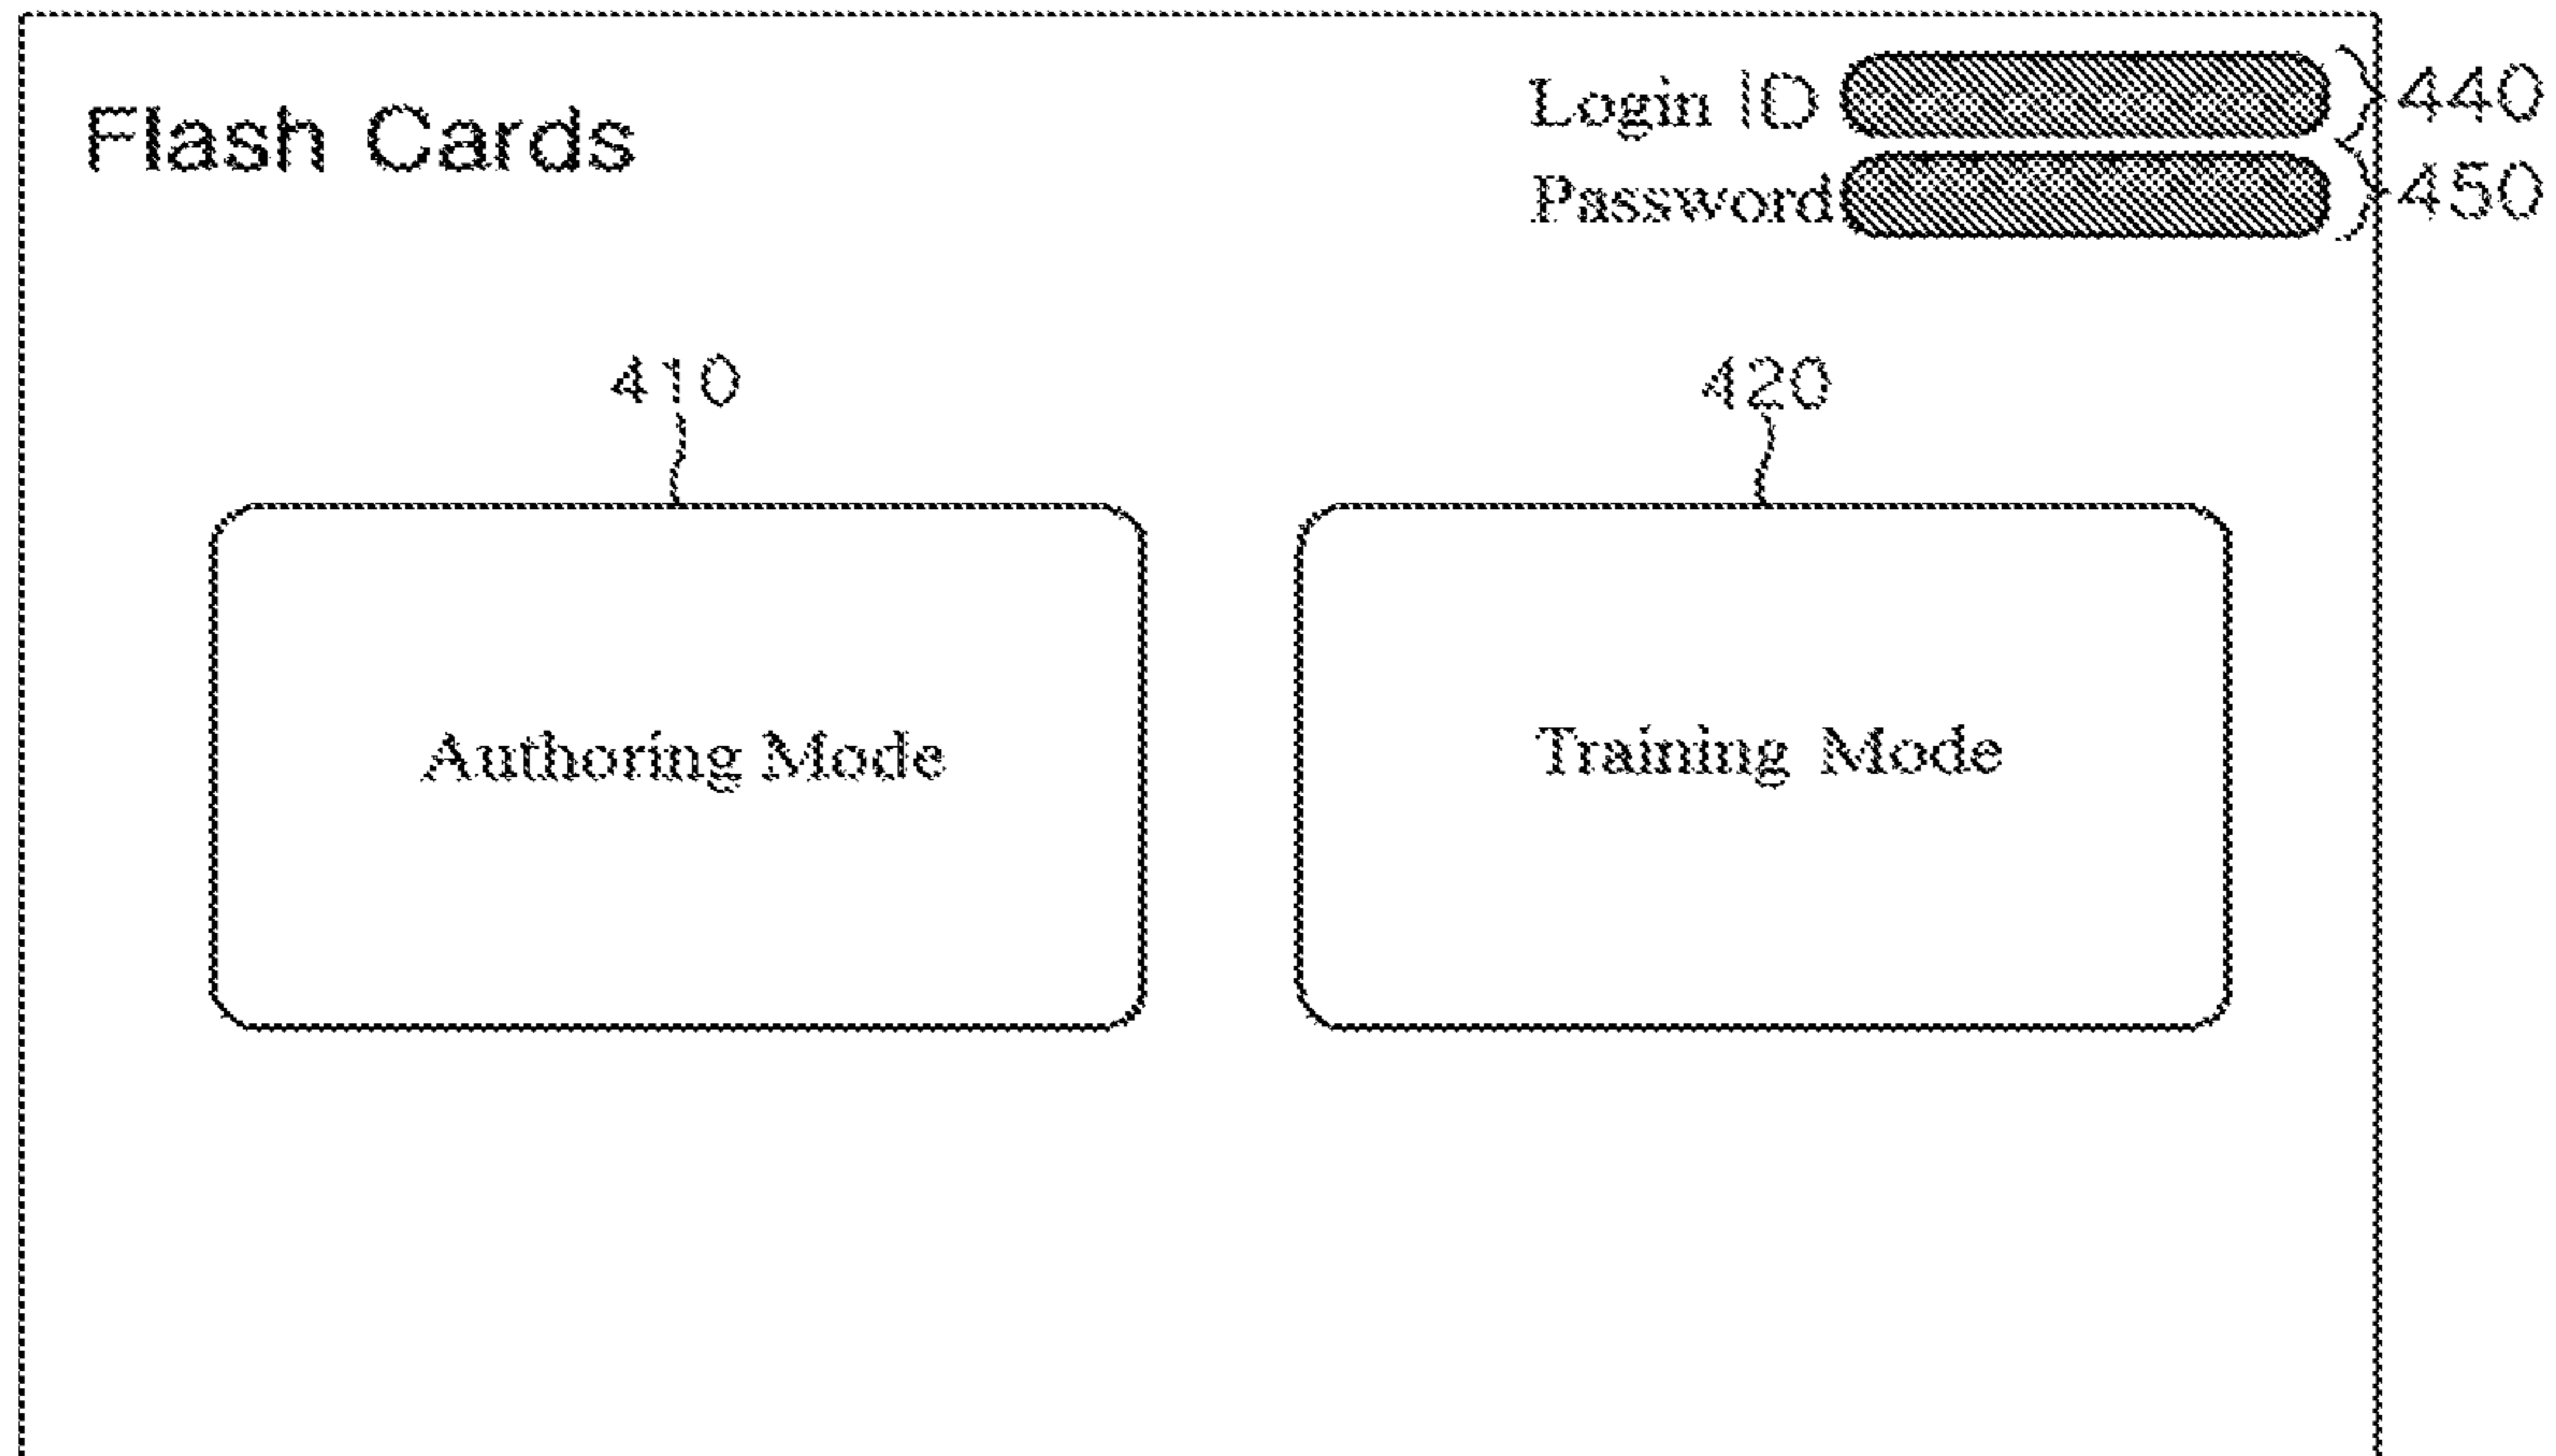 Flash Cards
Login ID 440
Password 450
410
420
Authoring Mode
Training Mode